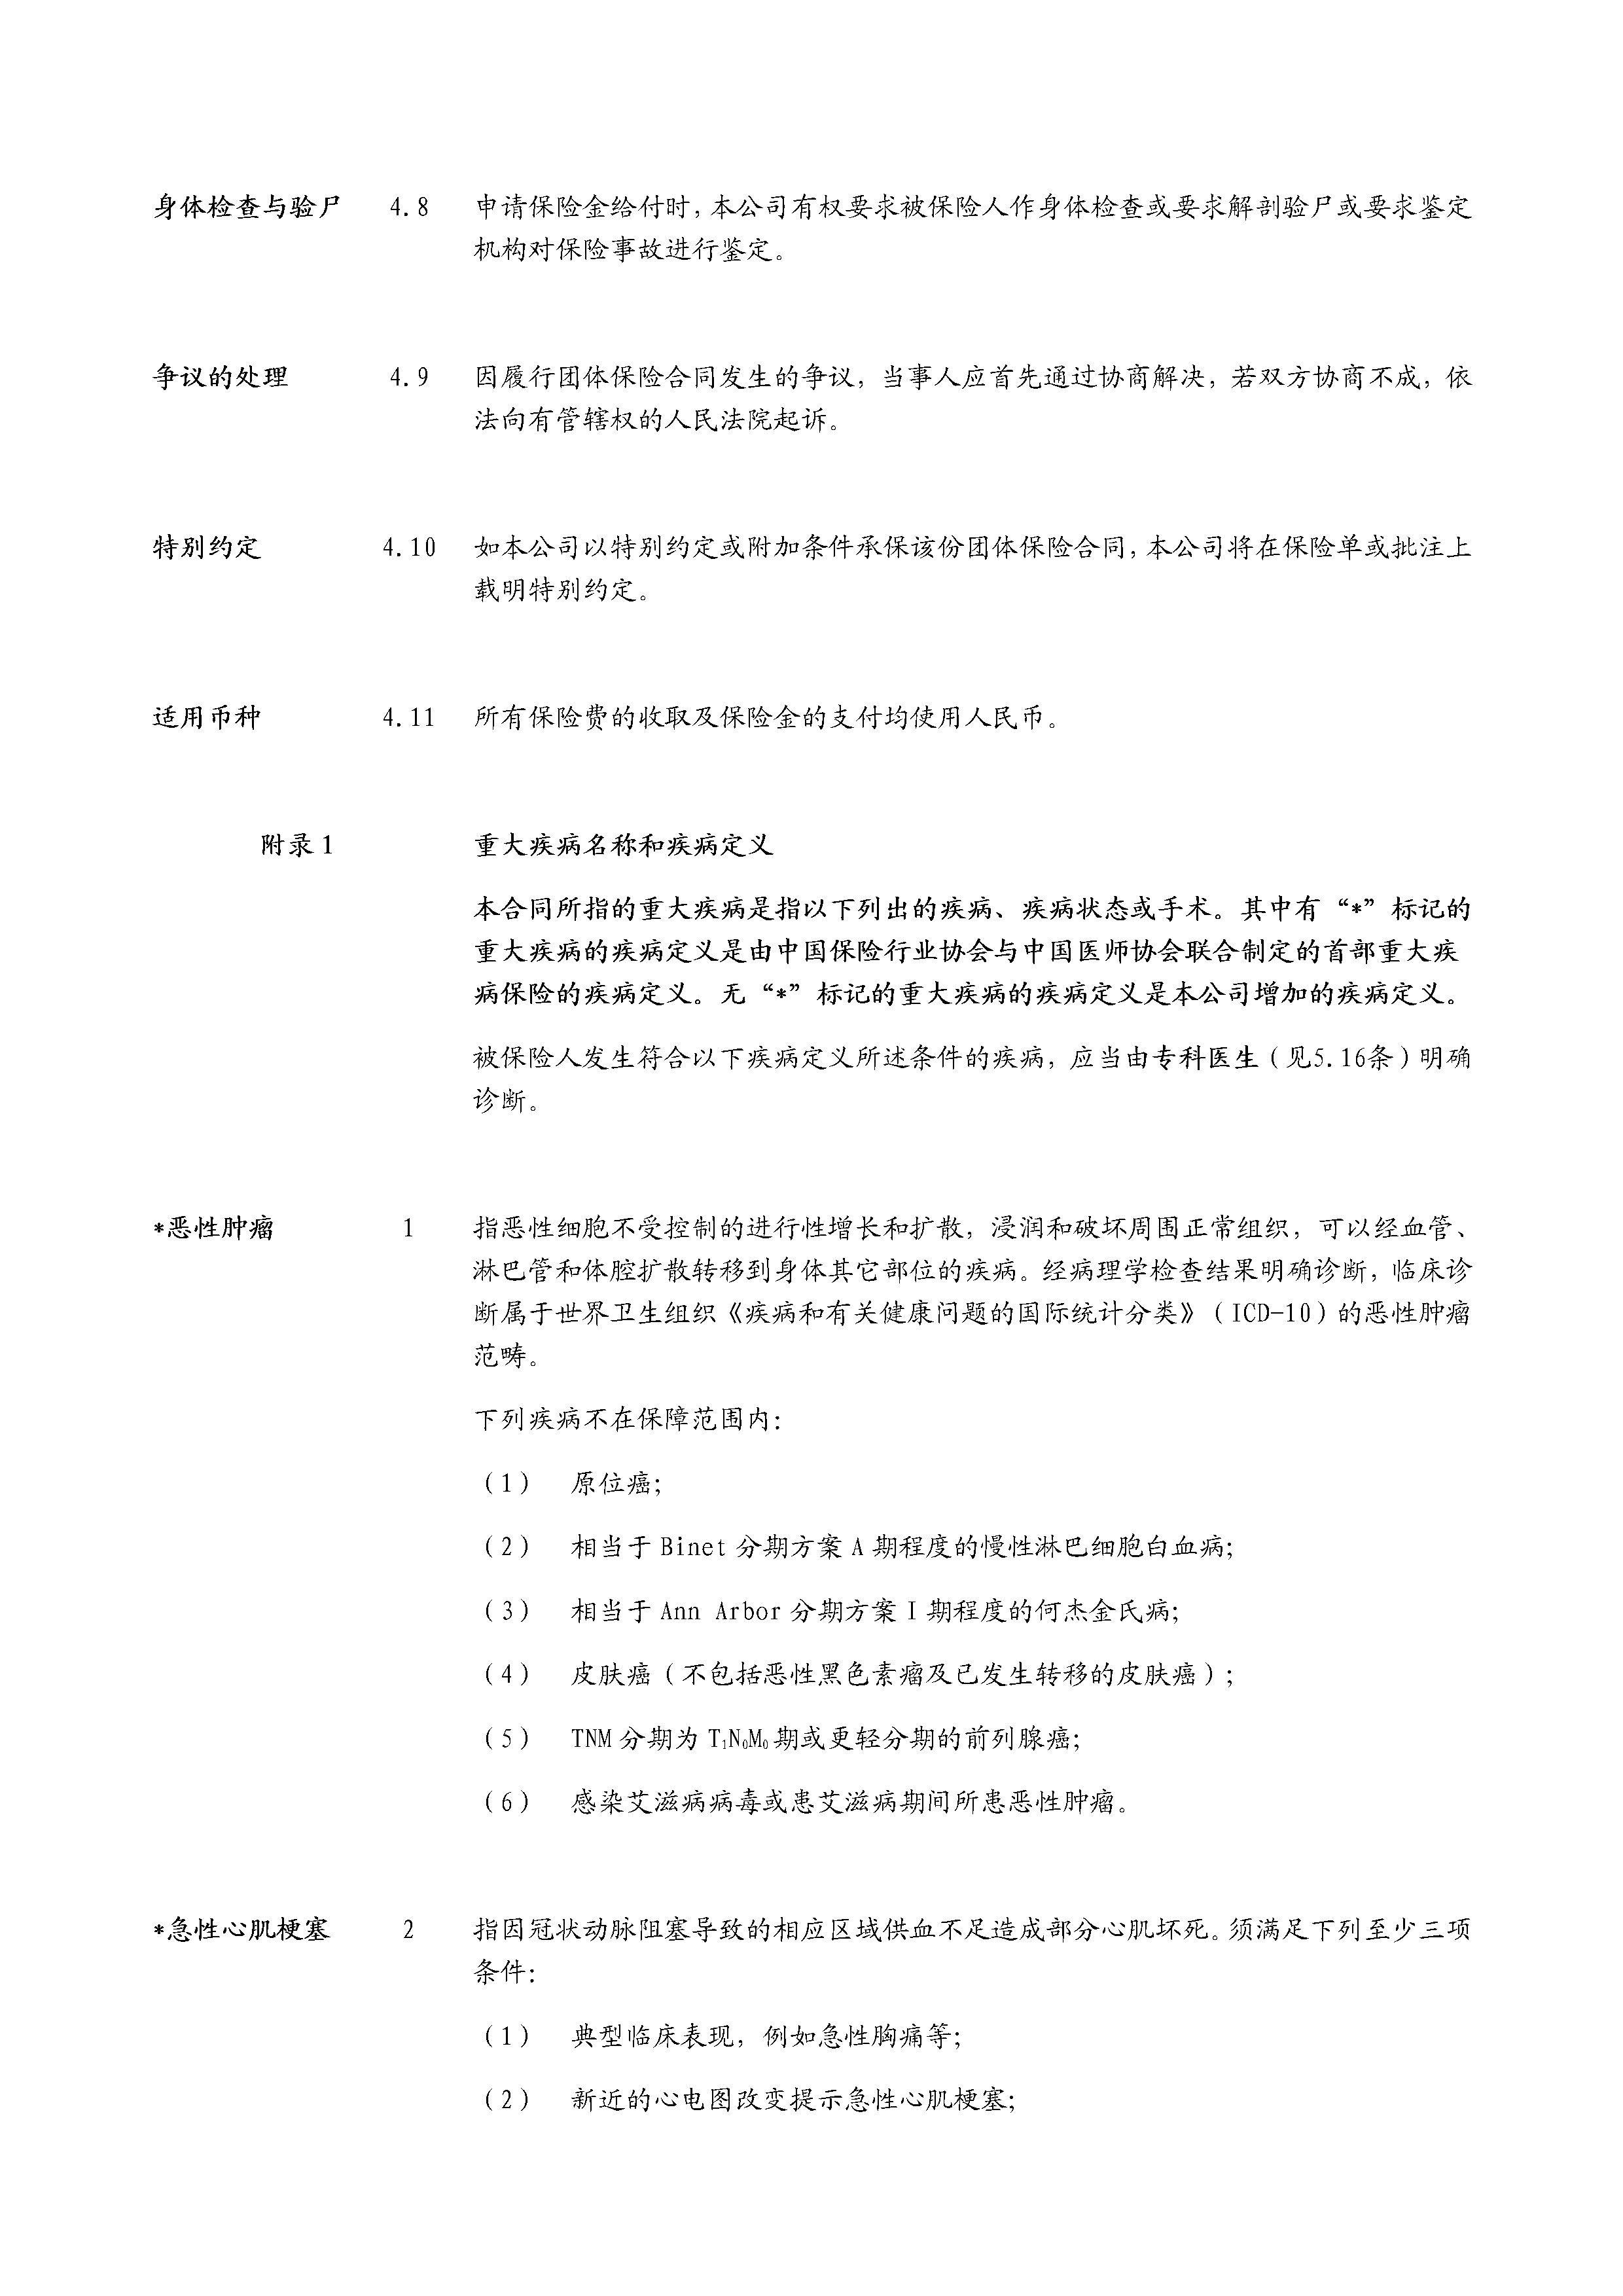 身体检查与验尸 4.8 申请保险金给付时,本公司有权要求被保险人作身体检查或要求解剖验尸或要求鉴定
机构对保险事故进行鉴定。
争议的处理 4.9 因履行团体保险合同发生的争议，当事人应首先通过协商解决，若双方协商不成，依
法向有管辖权的人民法院起诉。
特别约定 4.10 如本公司以特别约定或附加条件承保该份团体保险合同,本公司将在保险单或批注上
载明特别约定。
适用币种 4.11 所有保险费的收取及保险金的支付均使用人民币。
附录1 重大疾病名称和疾病定义
本合同所指的重大疾病是指以下列出的疾病、疾病状态或手术。其中有“*”标记的
重大疾病的疾病定义是由中国保险行业协会与中国医师协会联合制定的首部重大疾
病保险的疾病定义。无“*”标记的重大疾病的疾病定义是本公司增加的疾病定义。
被保险人发生符合以下疾病定义所述条件的疾病，应当由专科医生（见5.16条）明确
诊断。
*恶性肿瘤 1 指恶性细胞不受控制的进行性增长和扩散，浸润和破坏周围正常组织，可以经血管、
淋巴管和体腔扩散转移到身体其它部位的疾病。经病理学检查结果明确诊断，临床诊
断属于世界卫生组织《疾病和有关健康问题的国际统计分类》（ICD-10）的恶性肿瘤
范畴。
下列疾病不在保障范围内：
（1） 原位癌；
（2） 相当于 Binet 分期方案 A 期程度的慢性淋巴细胞白血病；
（3） 相当于 Ann Arbor 分期方案 I 期程度的何杰金氏病；
（4） 皮肤癌（不包括恶性黑色素瘤及已发生转移的皮肤癌）；
（5） TNM 分期为 T₁N₀M₀期或更轻分期的前列腺癌；
（6） 感染艾滋病病毒或患艾滋病期间所患恶性肿瘤。
*急性心肌梗塞 2 指因冠状动脉阻塞导致的相应区域供血不足造成部分心肌坏死。须满足下列至少三项
条件：
（1） 典型临床表现，例如急性胸痛等；
（2） 新近的心电图改变提示急性心肌梗塞；